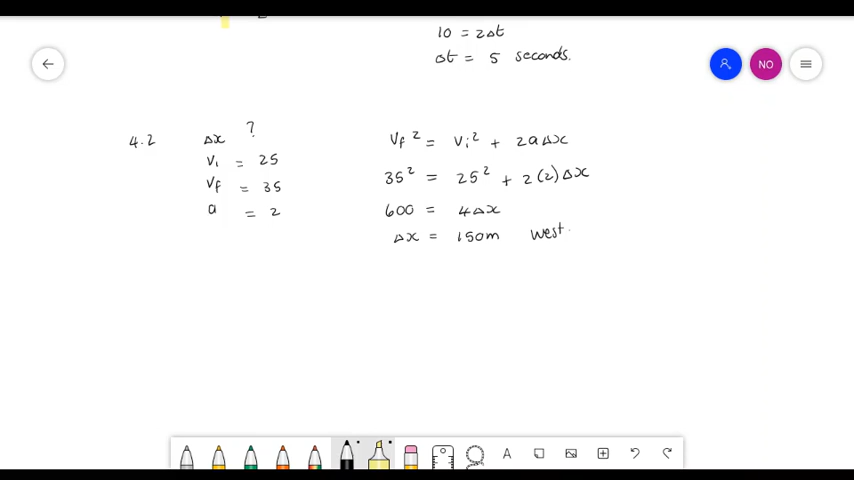 10 = 2Δt
Δt = 5 seconds.
NO
4.2 Δx ?
vi = 25
vf = 35
a = 2
vf² = vi² + 2aΔx
35² = 25² + 2(2)Δx
600 = 4Δx
Δx = 150m west.
A